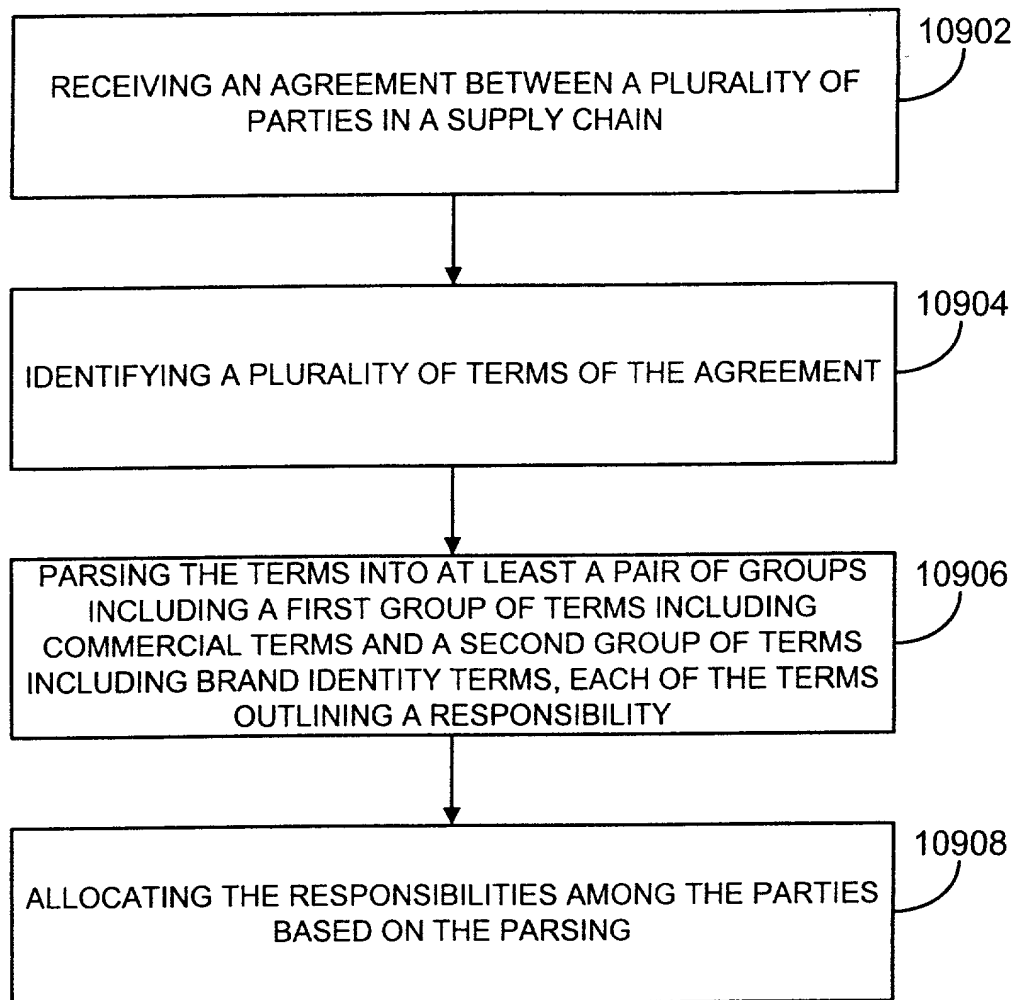 10902
RECEIVING AN AGREEMENT BETWEEN A PLURALITY OF
PARTIES IN A SUPPLY CHAIN
10904
IDENTIFYING A PLURALITY OF TERMS OF THE AGREEMENT
10906
PARSING THE TERMS INTO AT LEAST A PAIR OF GROUPS
INCLUDING A FIRST GROUP OF TERMS INCLUDING
COMMERCIAL TERMS AND A SECOND GROUP OF TERMS
INCLUDING BRAND IDENTITY TERMS, EACH OF THE TERMS
OUTLINING A RESPONSIBILITY
10908
ALLOCATING THE RESPONSIBILITIES AMONG THE PARTIES
BASED ON THE PARSING